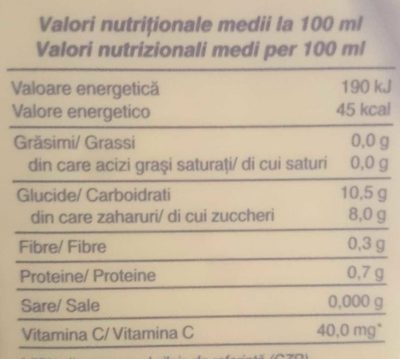 Valori nutriționale medii la 100 ml
Valori nutrizionali medi per 100 ml
Valoare energetică 190 kJ
Valore energetico 45 kcal
Grăsimi/ Grassi 0,0 g
din care acizi grași saturați/ di cui saturi 0,0 g
Glucide/ Carboidrati 10,5 g
din care zaharuri/ di cui zuccheri 8,0 g
Fibre/ Fibre 0,3 g
Proteine/ Proteine 0,7 g
Sare/ Sale 0,000 g
Vitamina C/ Vitamina C 40,0 mg*